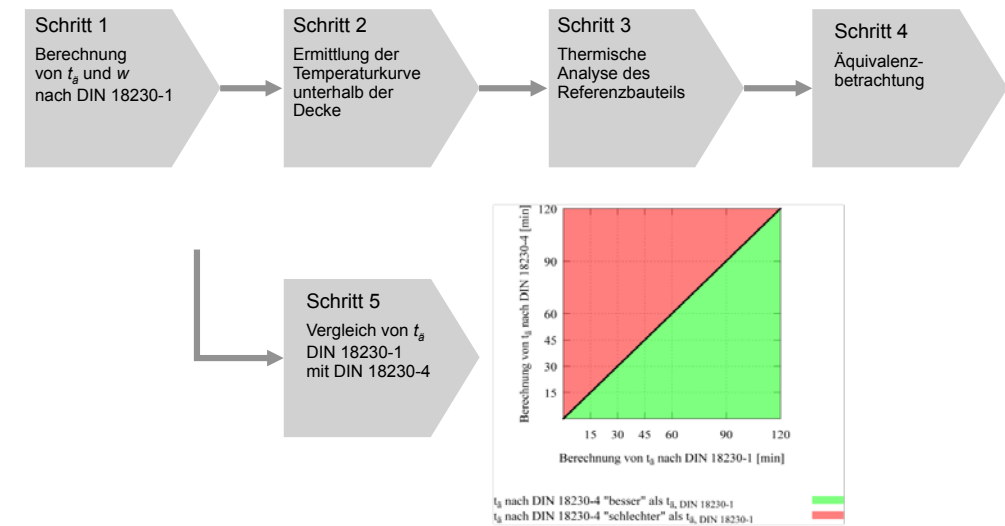 Schritt 1
Berechnung
von tä und w
nach DIN 18230-1
Schritt 2
Ermittlung der
Temperaturkurve
unterhalb der
Decke
Schritt 3
Thermische
Analyse des
Referenzbauteils
Schritt 4
Äquivalenz-
betrachtung
Schritt 5
Vergleich von tä
DIN 18230-1
mit DIN 18230-4
Berechnung von tä nach DIN 18230-4 [min]
120
90
60
45
30
15
15 30 45 60 90 120
Berechnung von tä nach DIN 18230-1 [min]
tä nach DIN 18230-4 "besser" als tä, DIN 18230-1
tä nach DIN 18230-4 "schlechter" als tä, DIN 18230-1